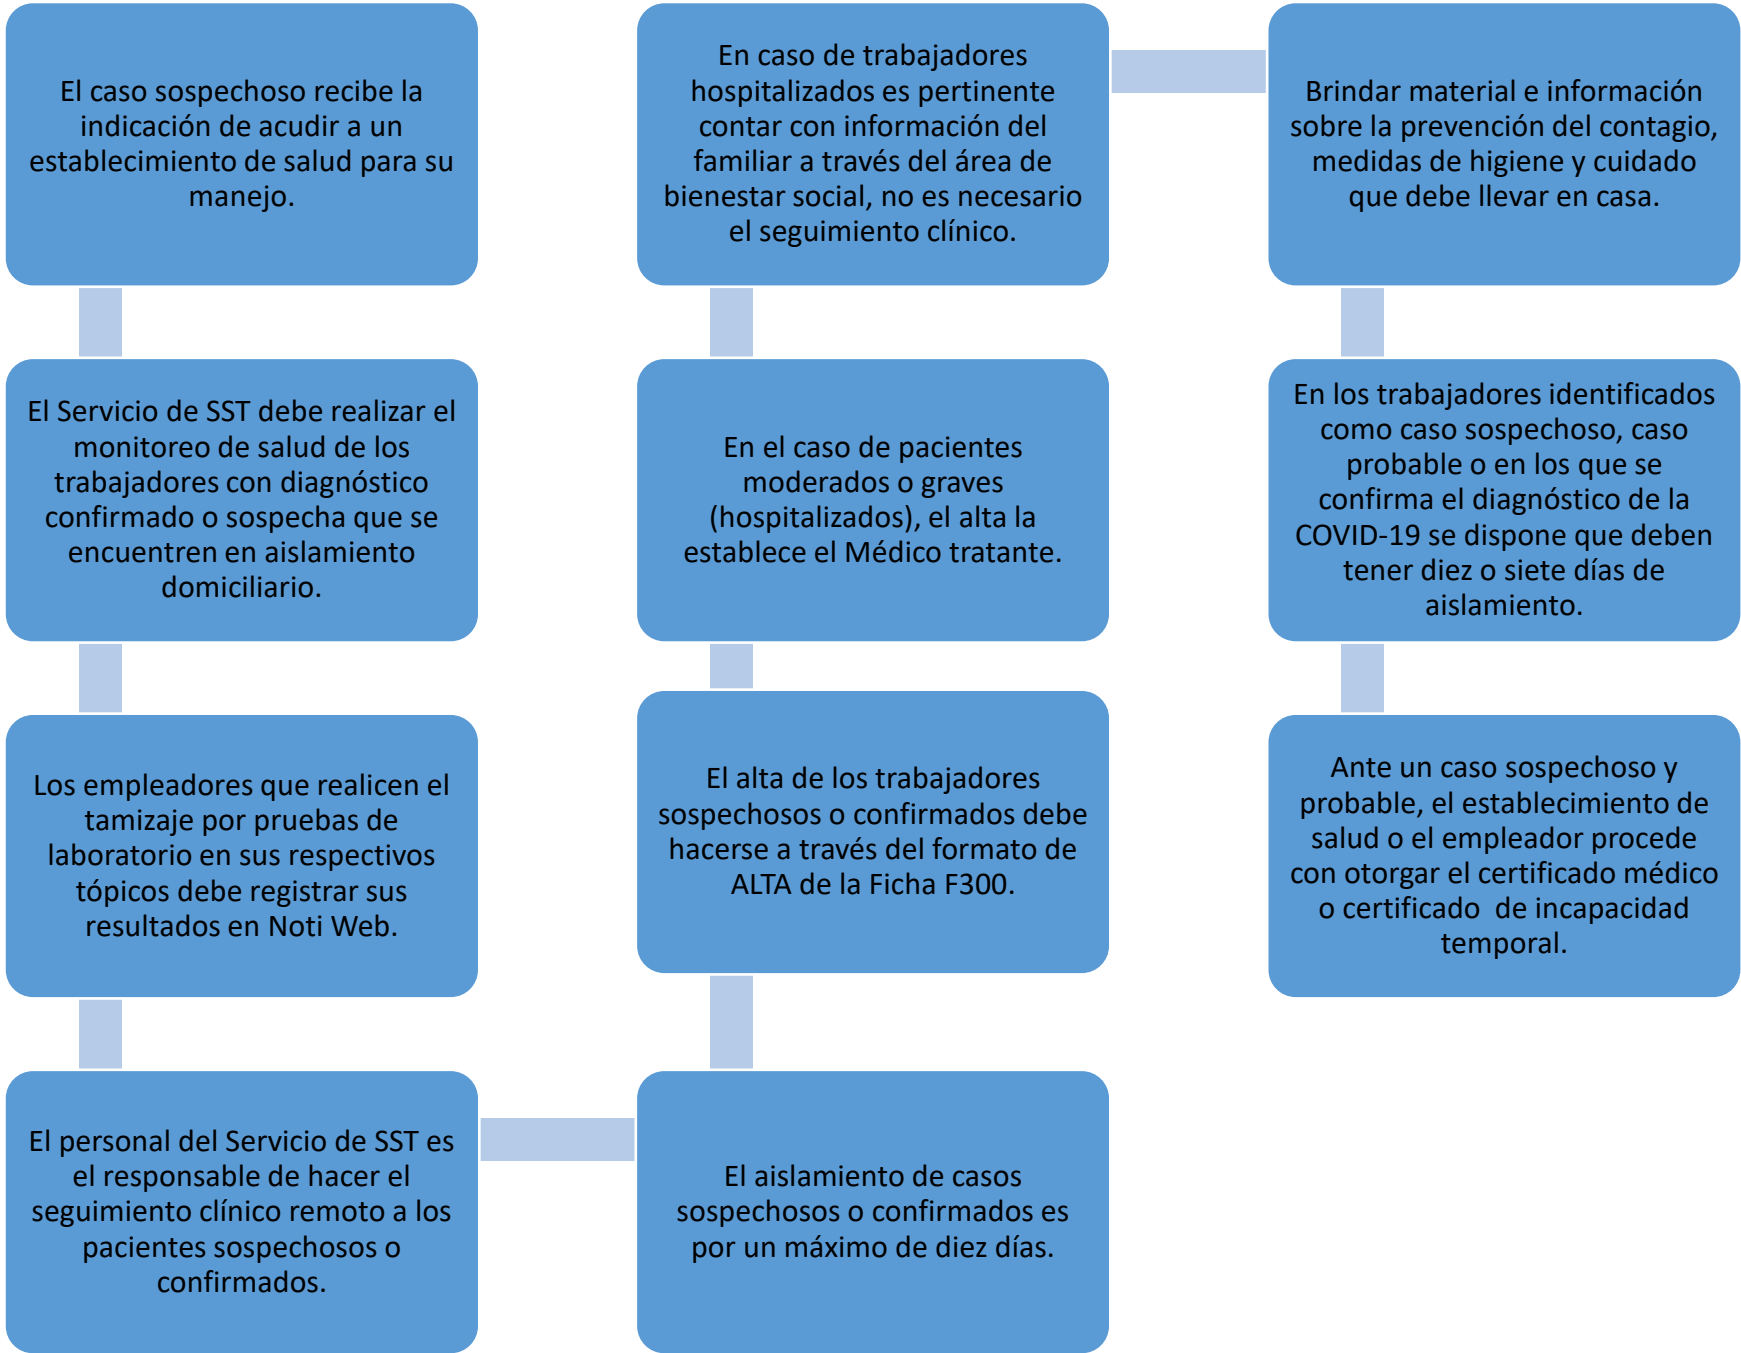 El caso sospechoso recibe la
indicación de acudir a un
establecimiento de salud para su
manejo.
El Servicio de SST debe realizar el
monitoreo de salud de los
trabajadores con diagnóstico
confirmado o sospecha que se
encuentren en aislamiento
domiciliario.
Los empleadores que realicen el
tamizaje por pruebas de
laboratorio en sus respectivos
tópicos debe registrar sus
resultados en Noti Web.
El personal del Servicio de SST es
el responsable de hacer el
seguimiento clínico remoto a los
pacientes sospechosos o
confirmados.
El aislamiento de casos
sospechosos o confirmados es
por un máximo de diez días.
El alta de los trabajadores
sospechosos o confirmados debe
hacerse a través del formato de
ALTA de la Ficha F300.
En el caso de pacientes
moderados o graves
(hospitalizados), el alta la
establece el Médico tratante.
En caso de trabajadores
hospitalizados es pertinente
contar con información del
familiar a través del área de
bienestar social, no es necesario
el seguimiento clínico.
Brindar material e información
sobre la prevención del contagio,
medidas de higiene y cuidado
que debe llevar en casa.
En los trabajadores identificados
como caso sospechoso, caso
probable o en los que se
confirma el diagnóstico de la
COVID-19 se dispone que deben
tener diez o siete días de
aislamiento.
Ante un caso sospechoso y
probable, el establecimiento de
salud o el empleador procede
con otorgar el certificado médico
o certificado  de incapacidad
temporal.